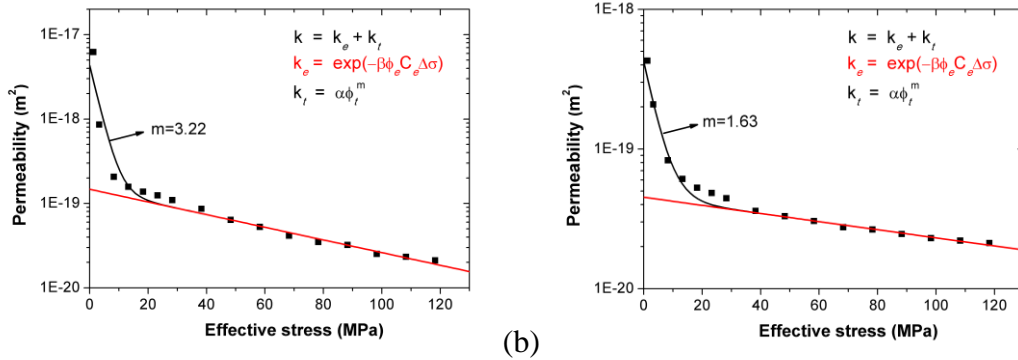 1E-17
1E-18
1E-19
1E-20
Permeability (m²)
0 20 40 60 80 100 120
Effective stress (MPa)
k = kₑ + kₜ
kₑ = exp(-βϕₑCₑΔσ)
kₜ = αϕₜᵐ
m=3.22
(b)
1E-18
1E-19
1E-20
Permeability (m²)
0 20 40 60 80 100 120
Effective stress (MPa)
k = kₑ + kₜ
kₑ = exp(-βϕₑCₑΔσ)
kₜ = αϕₜᵐ
m=1.63